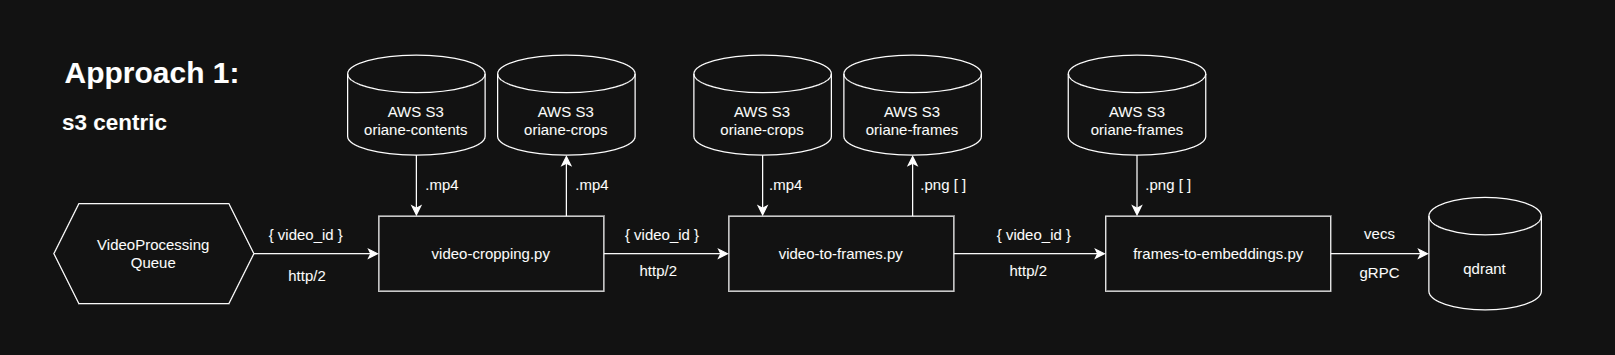 Approach 1:
s3 centric
AWS S3
oriane-contents
AWS S3
oriane-crops
AWS S3
oriane-crops
AWS S3
oriane-frames
AWS S3
oriane-frames
.mp4
.mp4
.mp4
.png [ ]
.png [ ]
VideoProcessing
Queue
{ video_id }
http/2
video-cropping.py
{ video_id }
http/2
video-to-frames.py
{ video_id }
http/2
frames-to-embeddings.py
vecs
gRPC
qdrant